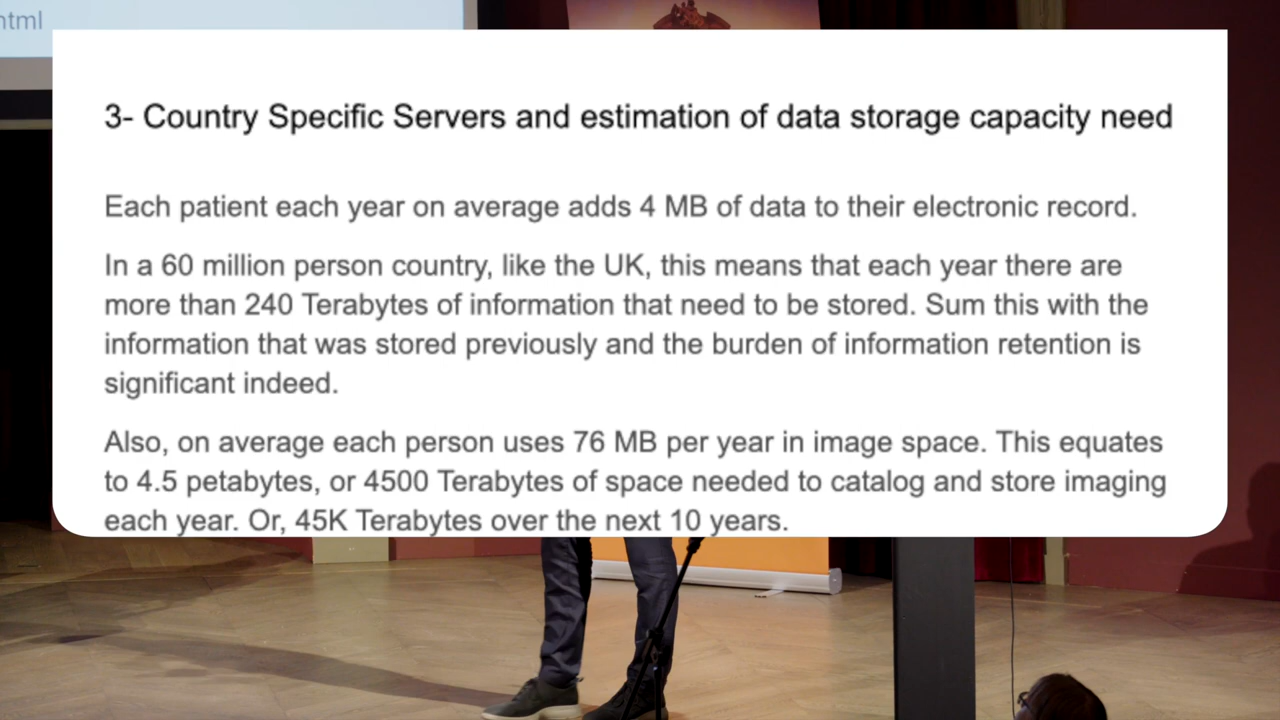 html
3- Country Specific Servers and estimation of data storage capacity need
Each patient each year on average adds 4 MB of data to their electronic record.
In a 60 million person country, like the UK, this means that each year there are
more than 240 Terabytes of information that need to be stored. Sum this with the
information that was stored previously and the burden of information retention is
significant indeed.
Also, on average each person uses 76 MB per year in image space. This equates
to 4.5 petabytes, or 4500 Terabytes of space needed to catalog and store imaging
each year. Or, 45K Terabytes over the next 10 years.